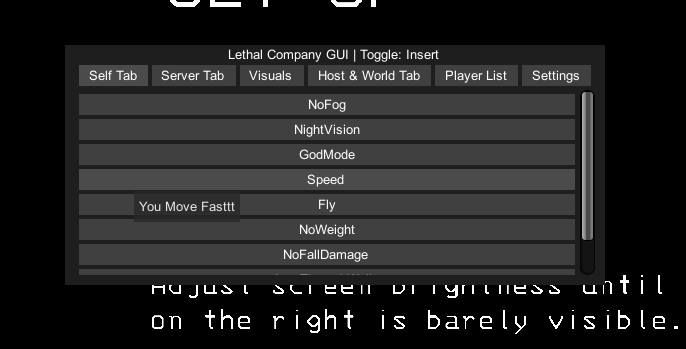 Lethal Company GUI | Toggle: Insert
Self Tab Server Tab Visuals Host & World Tab Player List Settings
NoFog
NightVision
GodMode
Speed
You Move Fasttt
Fly
NoWeight
NoFallDamage
Adjust screen brightness until
on the right is barely visible.